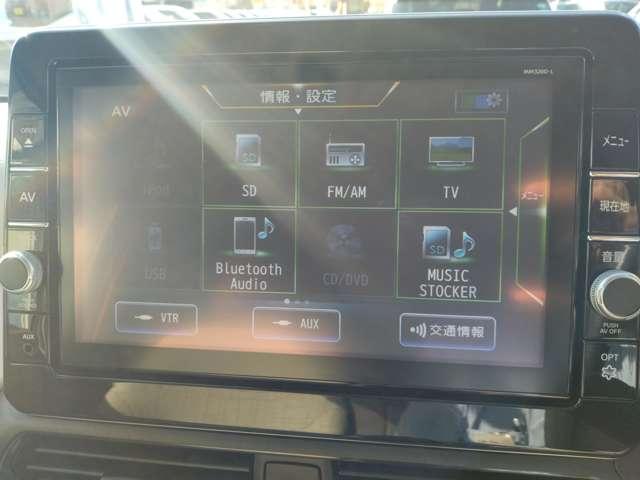 MM320D-L
情報・設定
AV
OPEN
メニュー
SD
SD
FM/AM
TV
メニュー
AV
現在地
iPod
USB
Bluetooth
Audio
CD/DVD
SD
MUSIC
STOCKER
音量
PUSH
AV OFF
VTR
AUX
交通情報
AUX
OPT